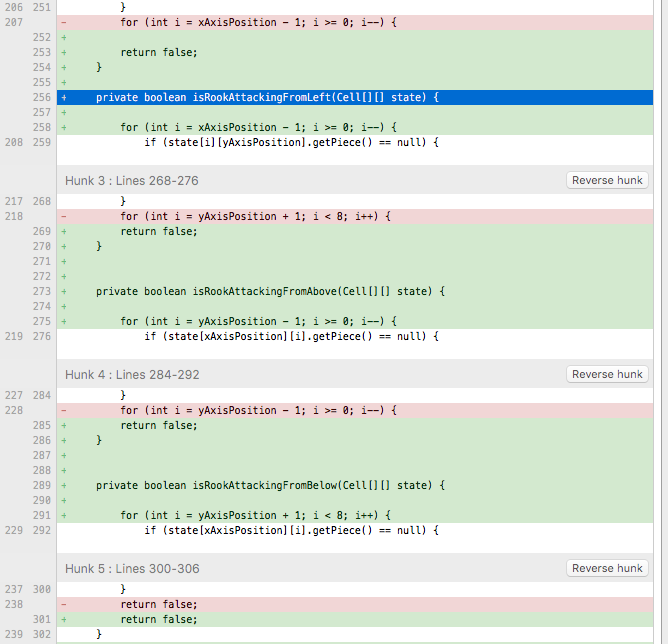 206 251 }
207 - for (int i = xAxisPosition - 1; i >= 0; i--) {
252 +
253 + return false;
254 + }
255 +
256 + private boolean isRookAttackingFromLeft(Cell[][] state) {
257 +
258 + for (int i = xAxisPosition - 1; i >= 0; i--) {
208 259 if (state[i][yAxisPosition].getPiece() == null) {
Hunk 3 : Lines 268-276 Reverse hunk
217 268 }
218 - for (int i = yAxisPosition + 1; i < 8; i++) {
269 + return false;
270 + }
271 +
272 +
273 + private boolean isRookAttackingFromAbove(Cell[][] state) {
274 +
275 + for (int i = yAxisPosition - 1; i >= 0; i--) {
219 276 if (state[xAxisPosition][i].getPiece() == null) {
Hunk 4 : Lines 284-292 Reverse hunk
227 284 }
228 - for (int i = yAxisPosition - 1; i >= 0; i--) {
285 + return false;
286 + }
287 +
288 +
289 + private boolean isRookAttackingFromBelow(Cell[][] state) {
290 +
291 + for (int i = yAxisPosition + 1; i < 8; i++) {
229 292 if (state[xAxisPosition][i].getPiece() == null) {
Hunk 5 : Lines 300-306 Reverse hunk
237 300 }
238 - return false;
301 + return false;
239 302 }